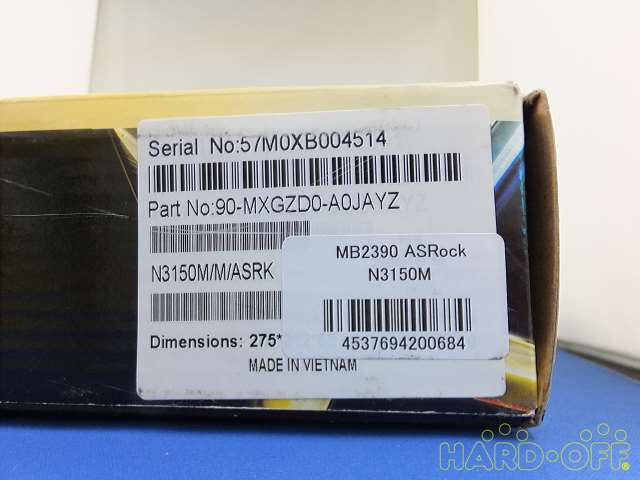 Serial No:57M0XB004514
Part No:90-MXGZD0-A0JAYZ
N3150M/M/ASRK
MB2390 ASRock
N3150M
4537694200684
Dimensions: 275*
MADE IN VIETNAM
HARD-OFF